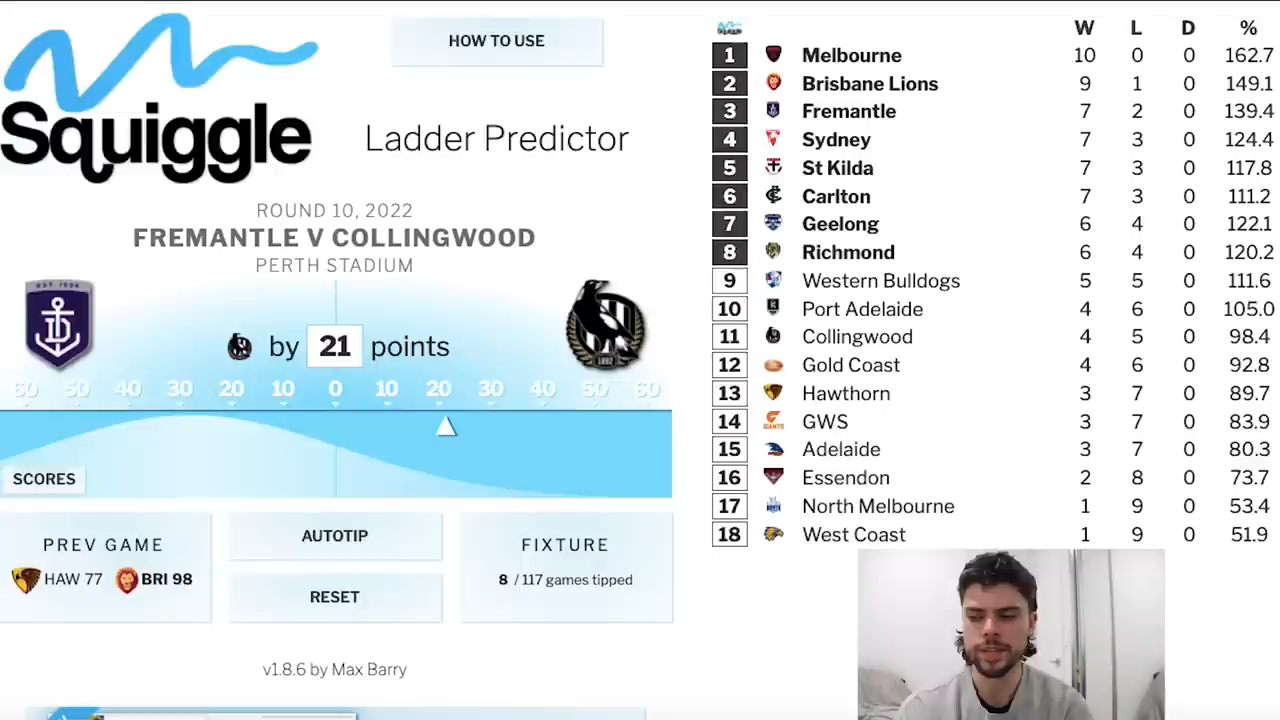 HOW TO USE
Squiggle
Ladder Predictor
ROUND 10, 2022
FREMANTLE V COLLINGWOOD
PERTH STADIUM
by 21 points
60 50 40 30 20 10 0 10 20 30 40 50 60
SCORES
PREV GAME
HAW 77 BRI 98
AUTOTIP
RESET
FIXTURE
8 / 117 games tipped
v1.8.6 by Max Barry
W L D %
1 Melbourne 10 0 0 162.7
2 Brisbane Lions 9 1 0 149.1
3 Fremantle 7 2 0 139.4
4 Sydney 7 3 0 124.4
5 St Kilda 7 3 0 117.8
6 Carlton 7 3 0 111.2
7 Geelong 6 4 0 122.1
8 Richmond 6 4 0 120.2
9 Western Bulldogs 5 5 0 111.6
10 Port Adelaide 4 6 0 105.0
11 Collingwood 4 5 0 98.4
12 Gold Coast 4 6 0 92.8
13 Hawthorn 3 7 0 89.7
14 GWS 3 7 0 83.9
15 Adelaide 3 7 0 80.3
16 Essendon 2 8 0 73.7
17 North Melbourne 1 9 0 53.4
18 West Coast 1 9 0 51.9